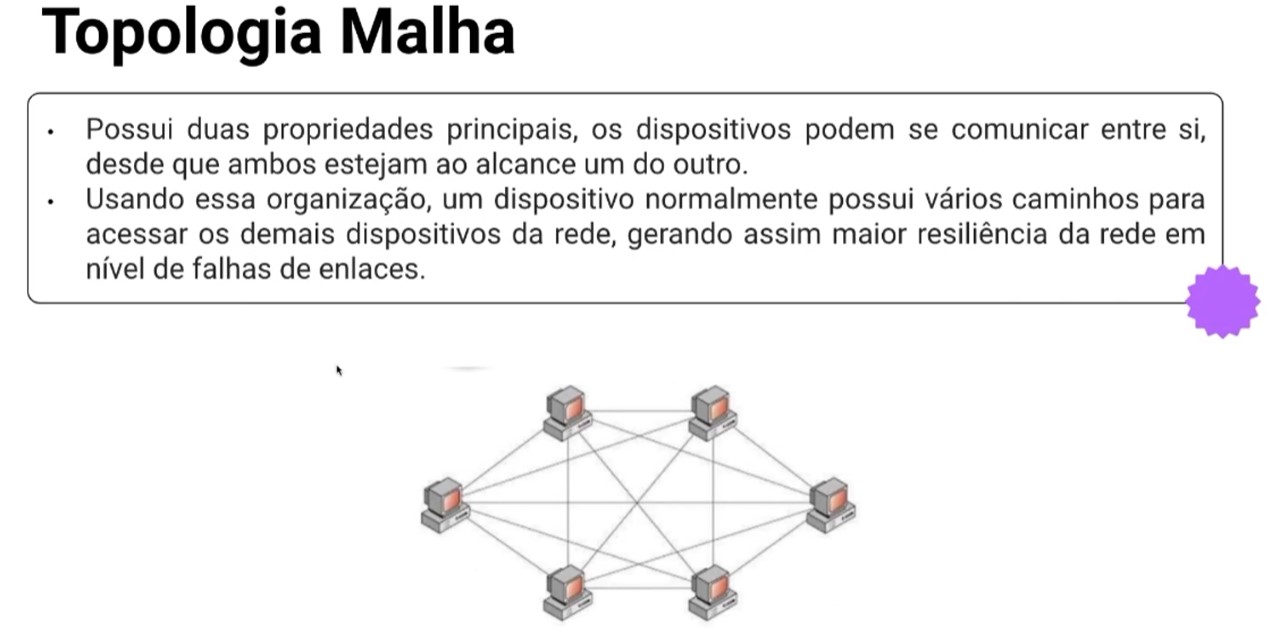 Topologia Malha
• Possui duas propriedades principais, os dispositivos podem se comunicar entre si,
desde que ambos estejam ao alcance um do outro.
• Usando essa organização, um dispositivo normalmente possui vários caminhos para
acessar os demais dispositivos da rede, gerando assim maior resiliência da rede em
nível de falhas de enlaces.